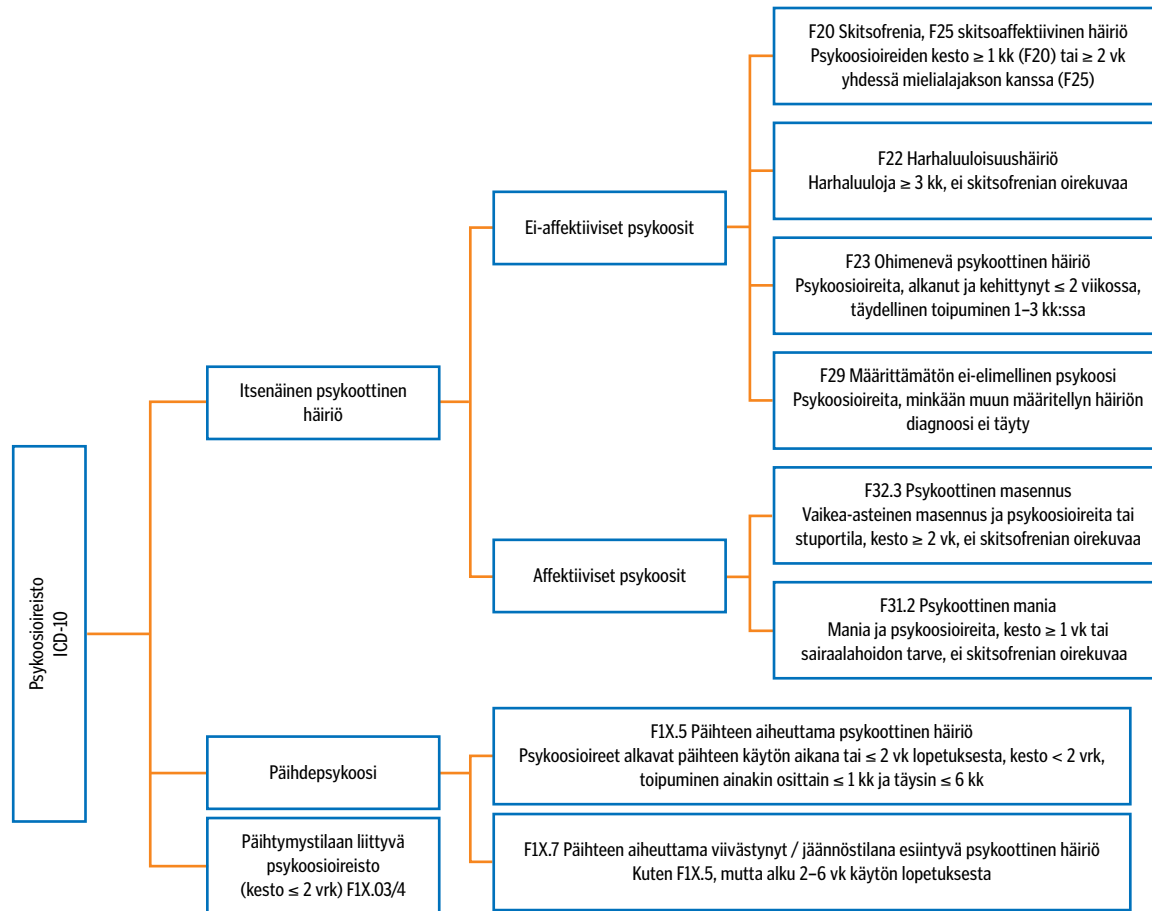 Psykoosioireisto
ICD-10
Itsenäinen psykoottinen
häiriö
Ei-affektiiviset psykoosit
F20 Skitsofrenia, F25 skitsoaffektiivinen häiriö
Psykoosioireiden kesto ≥ 1 kk (F20) tai ≥ 2 vk
yhdessä mielialajakson kanssa (F25)
F22 Harhaluuloisuushäiriö
Harhaluuloja ≥ 3 kk, ei skitsofrenian oirekuvaa
F23 Ohimenevä psykoottinen häiriö
Psykoosioireita, alkanut ja kehittynyt ≤ 2 viikossa,
täydellinen toipuminen 1–3 kk:ssa
F29 Määrittämätön ei-elimellinen psykoosi
Psykoosioireita, minkään muun määritellyn häiriön
diagnoosi ei täyty
Affektiiviset psykoosit
F32.3 Psykoottinen masennus
Vaikea-asteinen masennus ja psykoosioireita tai
stuportila, kesto ≥ 2 vk, ei skitsofrenian oirekuvaa
F31.2 Psykoottinen mania
Mania ja psykoosioireita, kesto ≥ 1 vk tai
sairaalahoidon tarve, ei skitsofrenian oirekuvaa
Päihdepsykoosi
F1X.5 Päihteen aiheuttama psykoottinen häiriö
Psykoosioireet alkavat päihteen käytön aikana tai ≤ 2 vk lopetuksesta, kesto < 2 vrk,
toipuminen ainakin osittain ≤ 1 kk ja täysin ≤ 6 kk
F1X.7 Päihteen aiheuttama viivästynyt / jäännöstilana esiintyvä psykoottinen häiriö
Kuten F1X.5, mutta alku 2–6 vk käytön lopetuksesta
Päihtymystilaan liittyvä
psykoosioireisto
(kesto ≤ 2 vrk) F1X.03/4